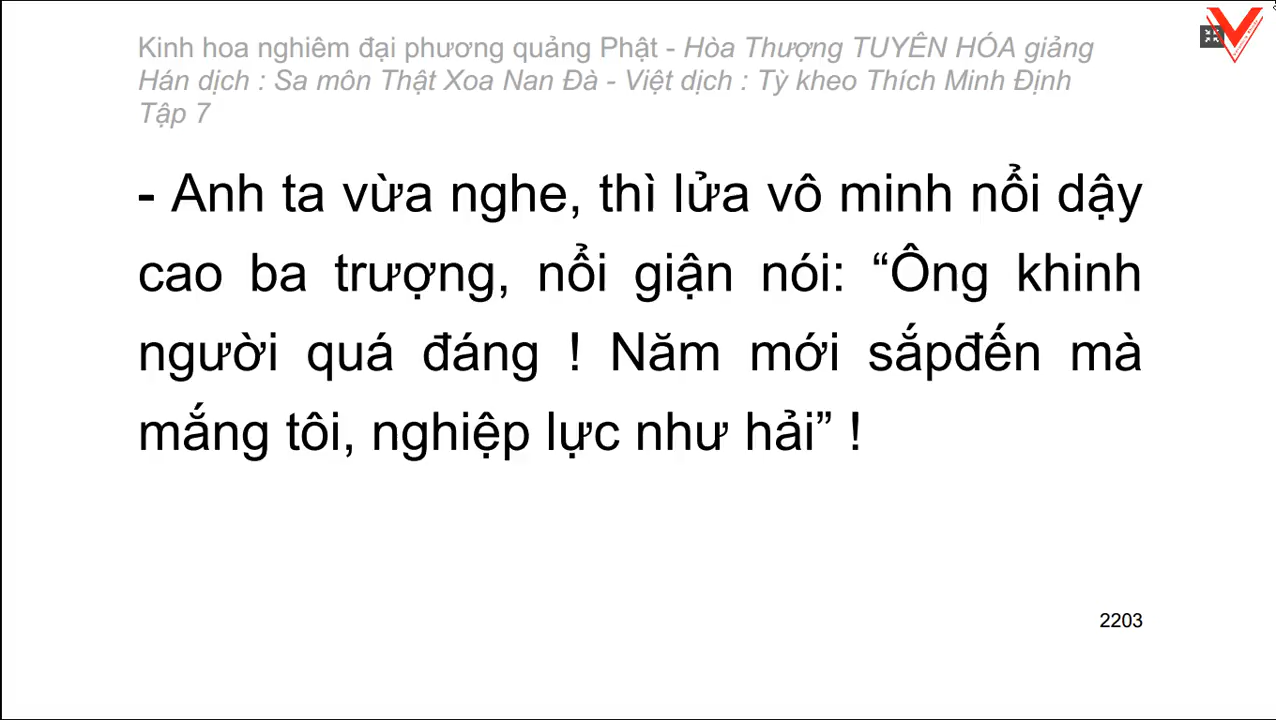 Kinh hoa nghiêm đại phương quảng Phật - Hòa Thượng TUYÊN HÓA giảng
Hán dịch : Sa môn Thật Xoa Nan Đà - Việt dịch : Tỳ kheo Thích Minh Định
Tập 7
- Anh ta vừa nghe, thì lửa vô minh nổi dậy
cao ba trượng, nổi giận nói: “Ông khinh
người quá đáng ! Năm mới sắpđến mà
mắng tôi, nghiệp lực như hải” !
2203